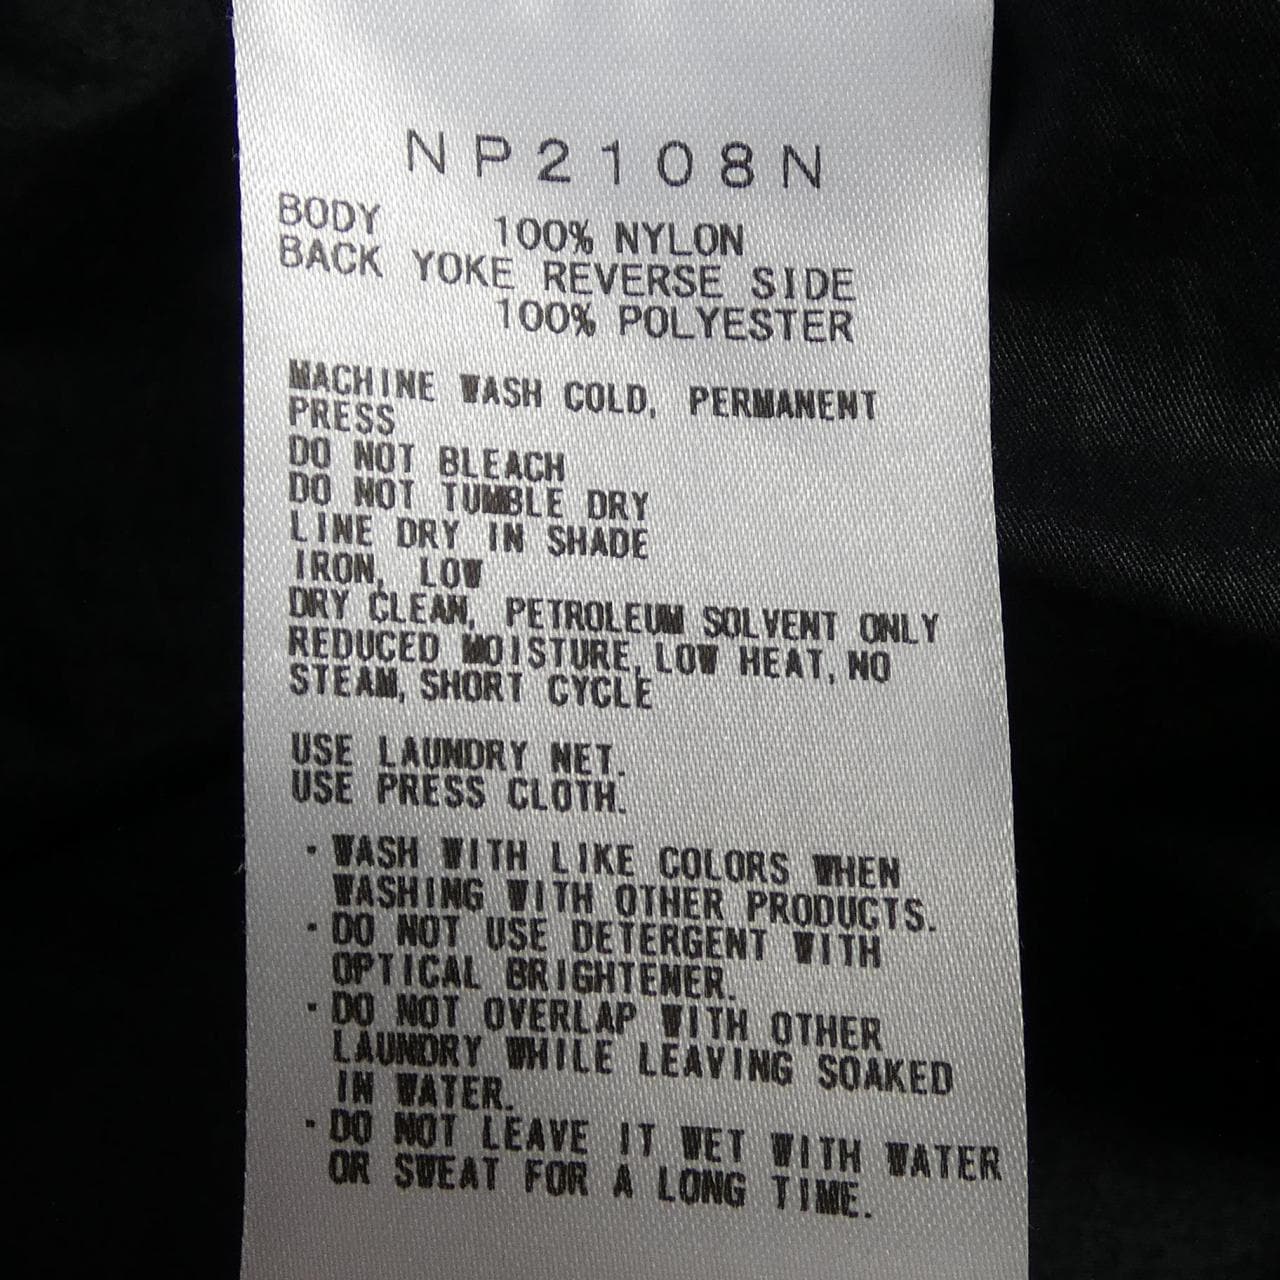 NP2108N
BODY 100% NYLON
BACK YOKE REVERSE SIDE
100% POLYESTER
MACHINE WASH COLD, PERMANENT
PRESS
DO NOT BLEACH
DO NOT TUMBLE DRY
LINE DRY IN SHADE
IRON, LOW
DRY CLEAN, PETROLEUM SOLVENT ONLY
REDUCED MOISTURE, LOW HEAT, NO
STEAM, SHORT CYCLE
USE LAUNDRY NET.
USE PRESS CLOTH.
・WASH WITH LIKE COLORS WHEN
WASHING WITH OTHER PRODUCTS.
・DO NOT USE DETERGENT WITH
OPTICAL BRIGHTENER.
・DO NOT OVERLAP WITH OTHER
LAUNDRY WHILE LEAVING SOAKED
IN WATER.
・DO NOT LEAVE IT WET WITH WATER
OR SWEAT FOR A LONG TIME.